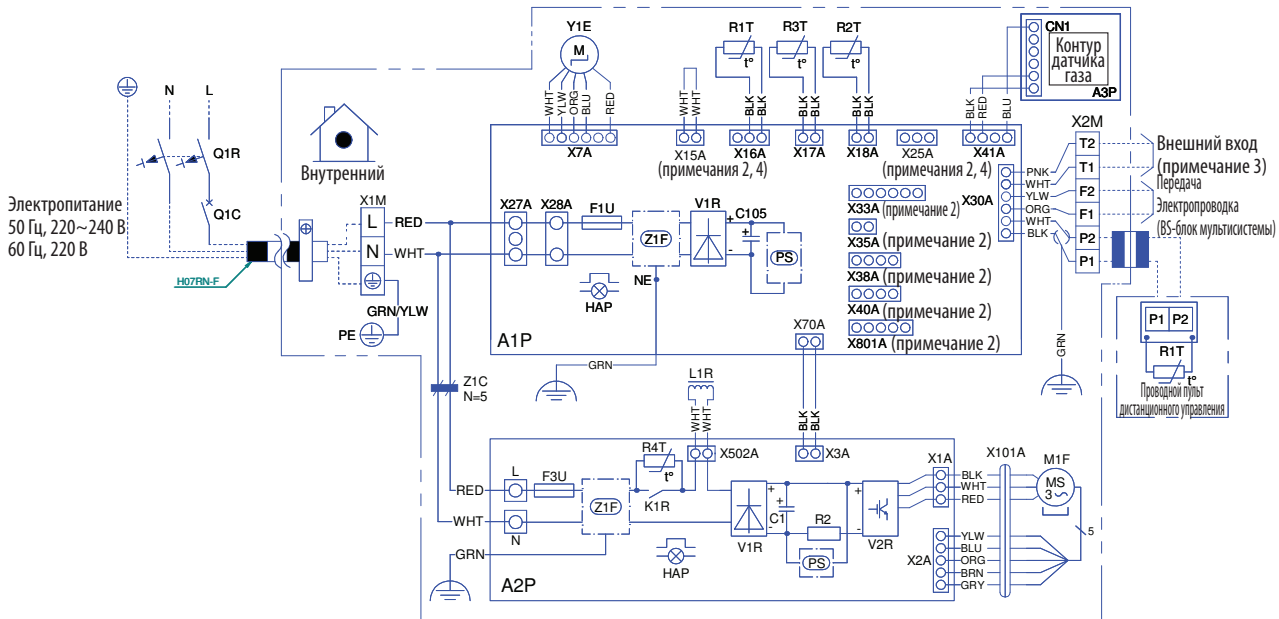 Y1E
M
WHT
YLW
ORG
BLU
RED
X7A
WHT
WHT
X15A
(примечания 2, 4)
R1T
t°
BLK
BLK
X16A
R3T
t°
BLK
BLK
X17A
R2T
t°
BLK
BLK
X18A
X25A
(примечания 2, 4)
CN1
Контур
датчика
газа
A3P
BLK
RED
BLU
X41A
N
L
Q1R
Q1C
Электропитание
50 Гц, 220~240 В
60 Гц, 220 В
H07RN-F
Внутренний
X1M
L
N
RED
WHT
GRN/YLW
PE
X27A
X28A
F1U
Z1F
V1R
+
-
C105
+
PS
HAP
NE
A1P
GRN
X33A (примечание 2)
X35A (примечание 2)
X38A (примечание 2)
X40A (примечание 2)
X801A (примечание 2)
X70A
X30A
PNK
WHT
YLW
ORG
WHT
BLK
X2M
T2
T1
F2
F1
P2
P1
Внешний вход
(примечание 3)
Передача
Электропроводка
(BS-блок мультисистемы)
GRN
P1
P2
R1T
t°
Проводной пульт
дистанционного управления
Z1C
N=5
L1R
WHT
WHT
BLK
BLK
X502A
X3A
RED
WHT
GRN
L
N
F3U
Z1F
R4T
t°
K1R
HAP
V1R
+
-
+
C1
R2
PS
+
-
V2R
A2P
X1A
BLK
WHT
RED
X101A
M1F
MS
3
5
X2A
YLW
BLU
ORG
BRN
GRY